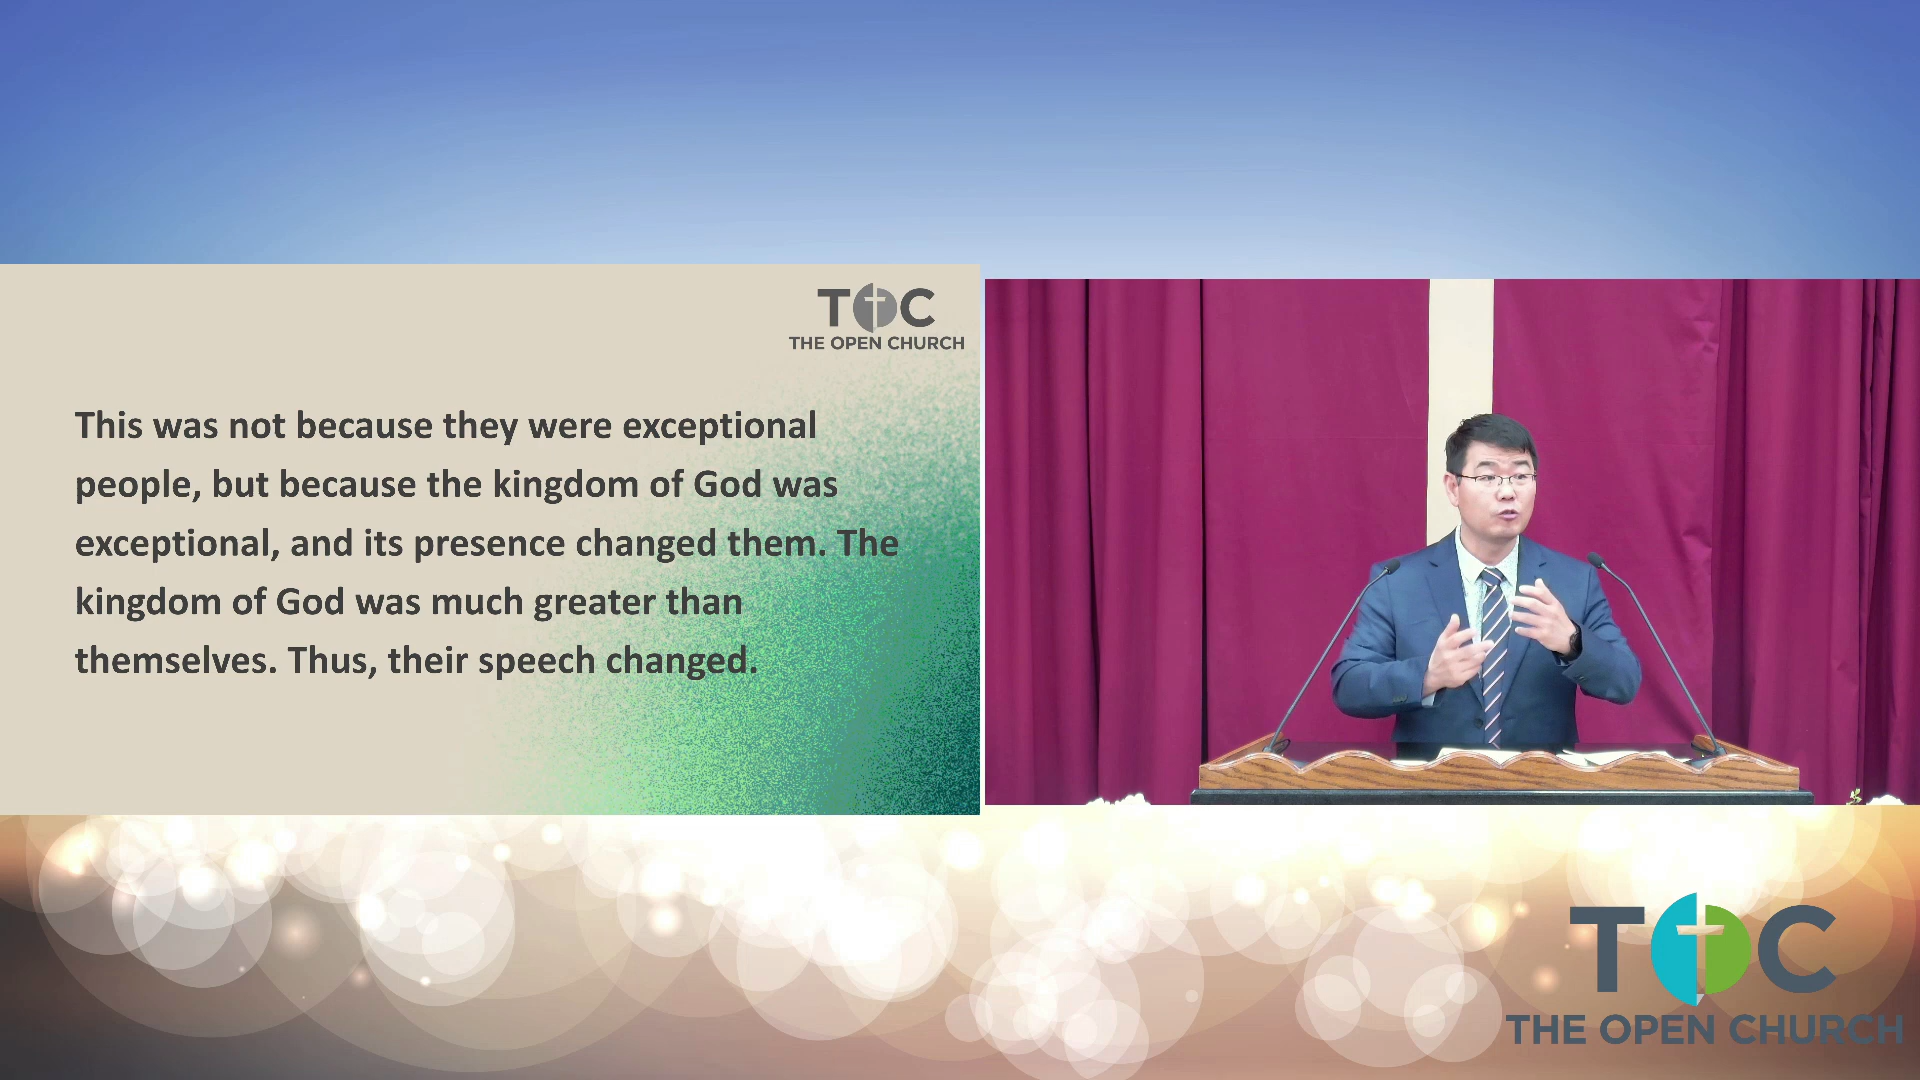 TOC
THE OPEN CHURCH
This was not because they were exceptional
people, but because the kingdom of God was
exceptional, and its presence changed them. The
kingdom of God was much greater than
themselves. Thus, their speech changed.
TOC
THE OPEN CHURCH